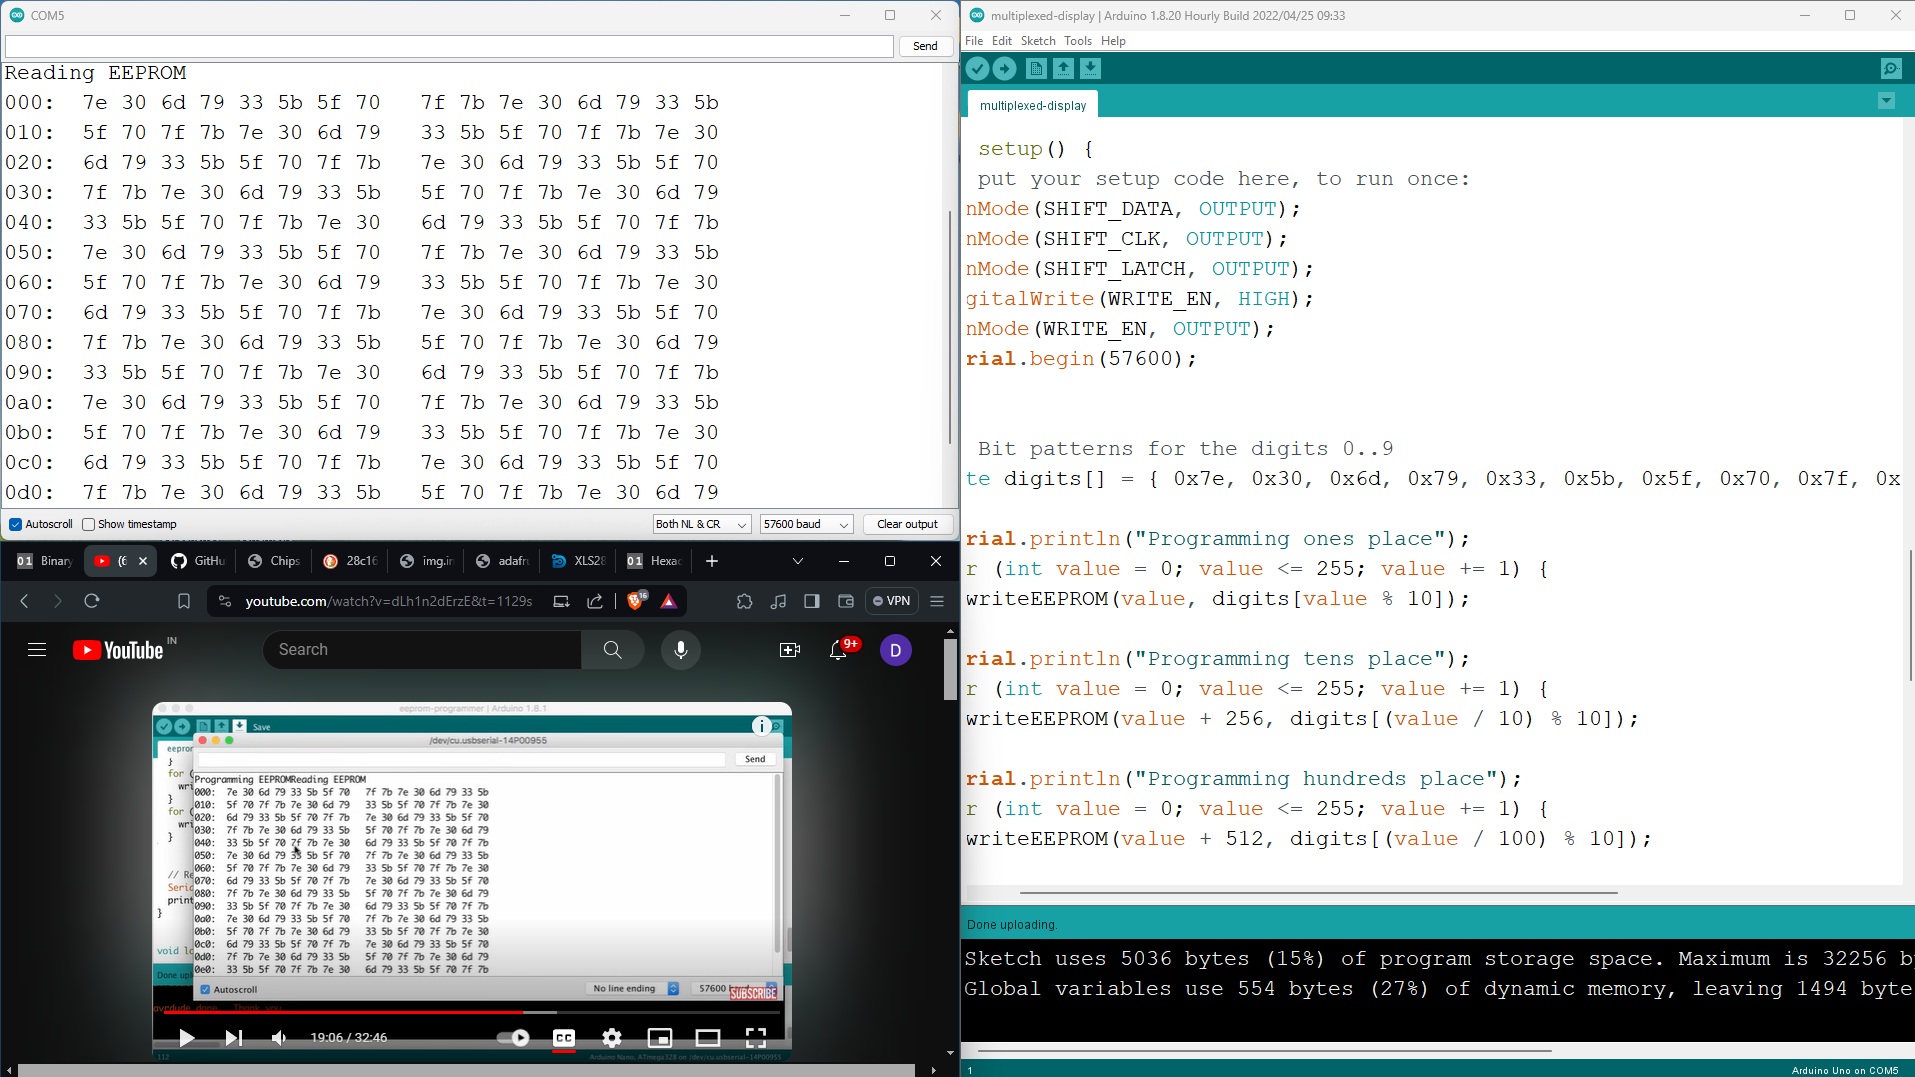 COM5
Send
Reading EEPROM
000:  7e 30 6d 79 33 5b 5f 70   7f 7b 7e 30 6d 79 33 5b
010:  5f 70 7f 7b 7e 30 6d 79   33 5b 5f 70 7f 7b 7e 30
020:  6d 79 33 5b 5f 70 7f 7b   7e 30 6d 79 33 5b 5f 70
030:  7f 7b 7e 30 6d 79 33 5b   5f 70 7f 7b 7e 30 6d 79
040:  33 5b 5f 70 7f 7b 7e 30   6d 79 33 5b 5f 70 7f 7b
050:  7e 30 6d 79 33 5b 5f 70   7f 7b 7e 30 6d 79 33 5b
060:  5f 70 7f 7b 7e 30 6d 79   33 5b 5f 70 7f 7b 7e 30
070:  6d 79 33 5b 5f 70 7f 7b   7e 30 6d 79 33 5b 5f 70
080:  7f 7b 7e 30 6d 79 33 5b   5f 70 7f 7b 7e 30 6d 79
090:  33 5b 5f 70 7f 7b 7e 30   6d 79 33 5b 5f 70 7f 7b
0a0:  7e 30 6d 79 33 5b 5f 70   7f 7b 7e 30 6d 79 33 5b
0b0:  5f 70 7f 7b 7e 30 6d 79   33 5b 5f 70 7f 7b 7e 30
0c0:  6d 79 33 5b 5f 70 7f 7b   7e 30 6d 79 33 5b 5f 70
0d0:  7f 7b 7e 30 6d 79 33 5b   5f 70 7f 7b 7e 30 6d 79
Autoscroll Show timestamp Both NL & CR 57600 baud Clear output
01 Binary (6 GitHu Chips 28c16 img.in adafru XLS28 01 Hexac
youtube.com/watch?v=dLh1n2dErzE&t=1129s 16 VPN
YouTube IN Search 9+ D
eeprom-programmer | Arduino 1.8.1
Save
/dev/cu.usbserial-14P00955
Send
Programming EEPROMReading EEPROM
000:  7e 30 6d 79 33 5b 5f 70   7f 7b 7e 30 6d 79 33 5b
010:  5f 70 7f 7b 7e 30 6d 79   33 5b 5f 70 7f 7b 7e 30
020:  6d 79 33 5b 5f 70 7f 7b   7e 30 6d 79 33 5b 5f 70
030:  7f 7b 7e 30 6d 79 33 5b   5f 70 7f 7b 7e 30 6d 79
040:  33 5b 5f 70 7f 7b 7e 30   6d 79 33 5b 5f 70 7f 7b
050:  7e 30 6d 79 33 5b 5f 70   7f 7b 7e 30 6d 79 33 5b
060:  5f 70 7f 7b 7e 30 6d 79   33 5b 5f 70 7f 7b 7e 30
070:  6d 79 33 5b 5f 70 7f 7b   7e 30 6d 79 33 5b 5f 70
080:  7f 7b 7e 30 6d 79 33 5b   5f 70 7f 7b 7e 30 6d 79
090:  33 5b 5f 70 7f 7b 7e 30   6d 79 33 5b 5f 70 7f 7b
0a0:  7e 30 6d 79 33 5b 5f 70   7f 7b 7e 30 6d 79 33 5b
0b0:  5f 70 7f 7b 7e 30 6d 79   33 5b 5f 70 7f 7b 7e 30
0c0:  6d 79 33 5b 5f 70 7f 7b   7e 30 6d 79 33 5b 5f 70
0d0:  7f 7b 7e 30 6d 79 33 5b   5f 70 7f 7b 7e 30 6d 79
0e0:  33 5b 5f 70 7f 7b 7e 30   6d 79 33 5b 5f 70 7f 7b
eepro
}
for (
wri
}
for (
wri
}
// Re
Seri
print
}
void lo
Done upl
Autoscroll No line ending 57600
SUBSCRIBE
avrdude done. Thank you.
19:06 / 32:46 CC
112 Arduino Nano, ATmega328 on /dev/cu.usbserial-14P00955
multiplexed-display | Arduino 1.8.20 Hourly Build 2022/04/25 09:33
File Edit Sketch Tools Help
multiplexed-display
setup() {
put your setup code here, to run once:
nMode(SHIFT_DATA, OUTPUT);
nMode(SHIFT_CLK, OUTPUT);
nMode(SHIFT_LATCH, OUTPUT);
gitalWrite(WRITE_EN, HIGH);
nMode(WRITE_EN, OUTPUT);
rial.begin(57600);
Bit patterns for the digits 0..9
te digits[] = { 0x7e, 0x30, 0x6d, 0x79, 0x33, 0x5b, 0x5f, 0x70, 0x7f, 0x
rial.println("Programming ones place");
r (int value = 0; value <= 255; value += 1) {
writeEEPROM(value, digits[value % 10]);
rial.println("Programming tens place");
r (int value = 0; value <= 255; value += 1) {
writeEEPROM(value + 256, digits[(value / 10) % 10]);
rial.println("Programming hundreds place");
r (int value = 0; value <= 255; value += 1) {
writeEEPROM(value + 512, digits[(value / 100) % 10]);
Done uploading.
Sketch uses 5036 bytes (15%) of program storage space. Maximum is 32256 b
Global variables use 554 bytes (27%) of dynamic memory, leaving 1494 byte
1 Arduino Uno on COM5